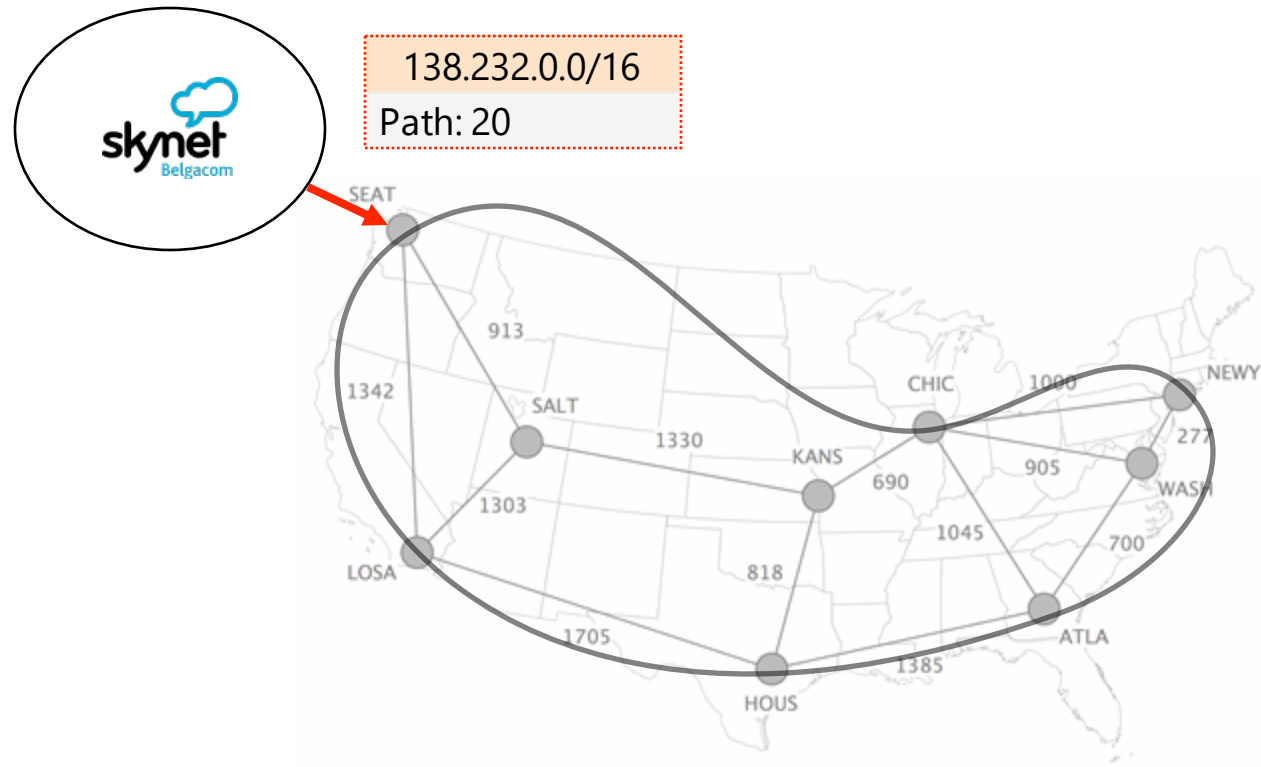 138.232.0.0/16
Path: 20
skynet
Belgacom
SEAT
913
1342
SALT
1330
1303
LOSA
KANS
CHIC
1000
NEWY
277
905
WASH
690
1045
700
818
ATLA
1705
1385
HOUS